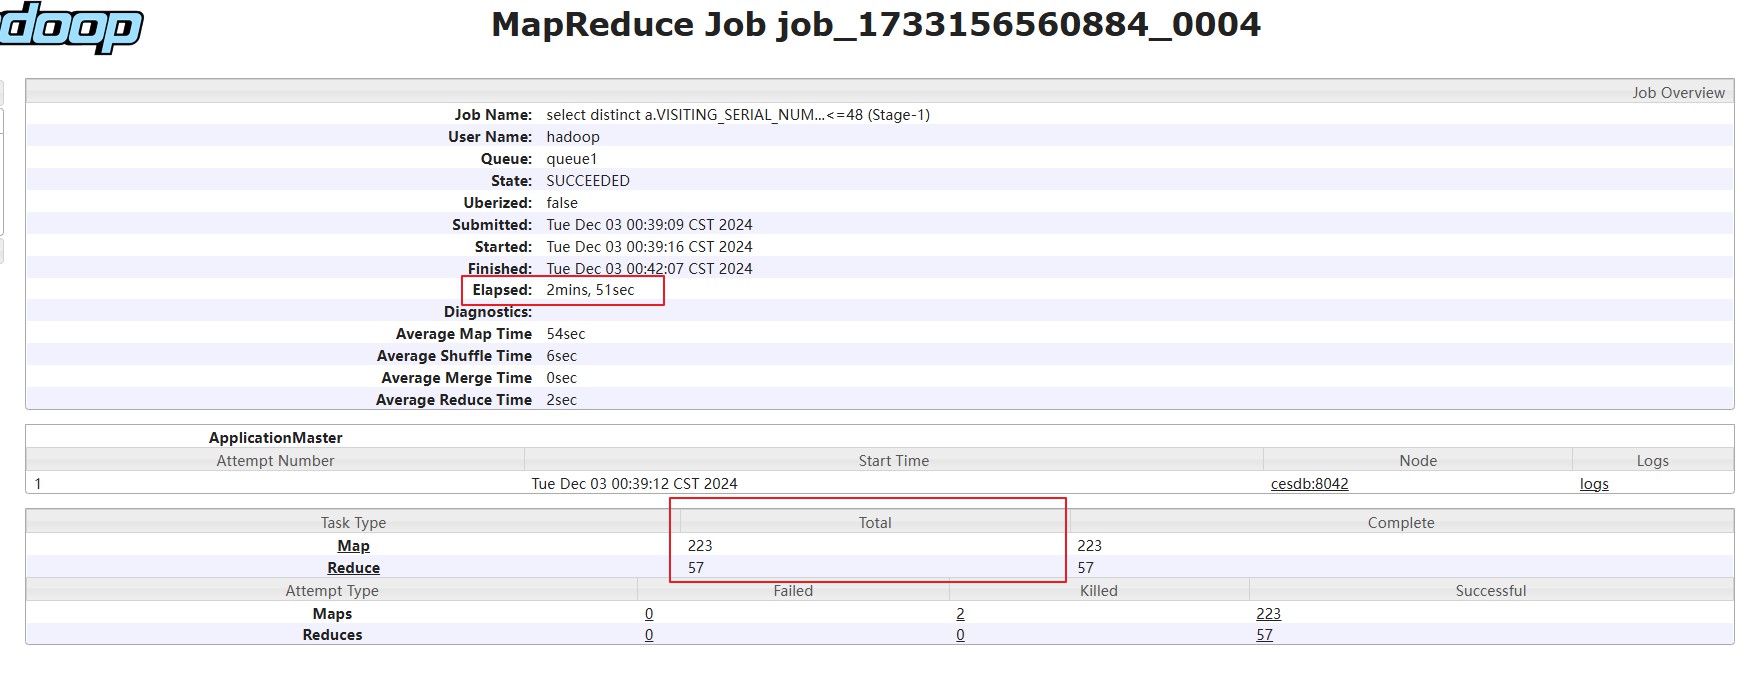 doop
MapReduce Job job_1733156560884_0004
Job Overview
Job Name: select distinct a.VISITING_SERIAL_NUM...<=48 (Stage-1)
User Name: hadoop
Queue: queue1
State: SUCCEEDED
Uberized: false
Submitted: Tue Dec 03 00:39:09 CST 2024
Started: Tue Dec 03 00:39:16 CST 2024
Finished: Tue Dec 03 00:42:07 CST 2024
Elapsed: 2mins, 51sec
Diagnostics:
Average Map Time 54sec
Average Shuffle Time 6sec
Average Merge Time 0sec
Average Reduce Time 2sec
ApplicationMaster
Attempt Number Start Time Node Logs
1 Tue Dec 03 00:39:12 CST 2024 cesdb:8042 logs
Task Type Total Complete
Map 223 223
Reduce 57 57
Attempt Type Failed Killed Successful
Maps 0 2 223
Reduces 0 0 57